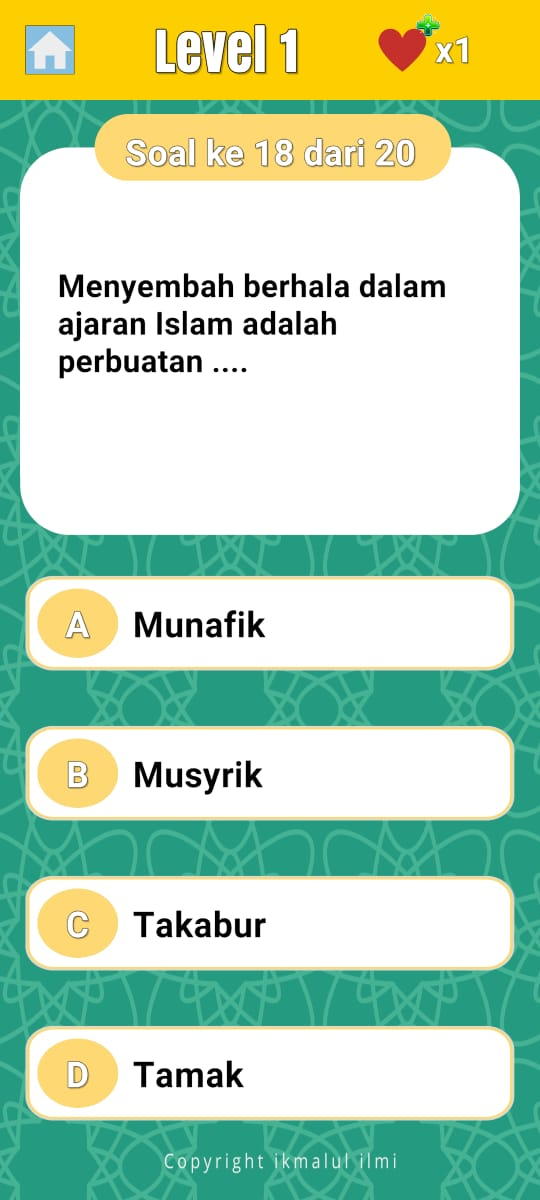 Level 1
x1
Soal ke 18 dari 20
Menyembah berhala dalam
ajaran Islam adalah
perbuatan ....
A Munafik
B Musyrik
C Takabur
D Tamak
Copyright ikmalul ilmi